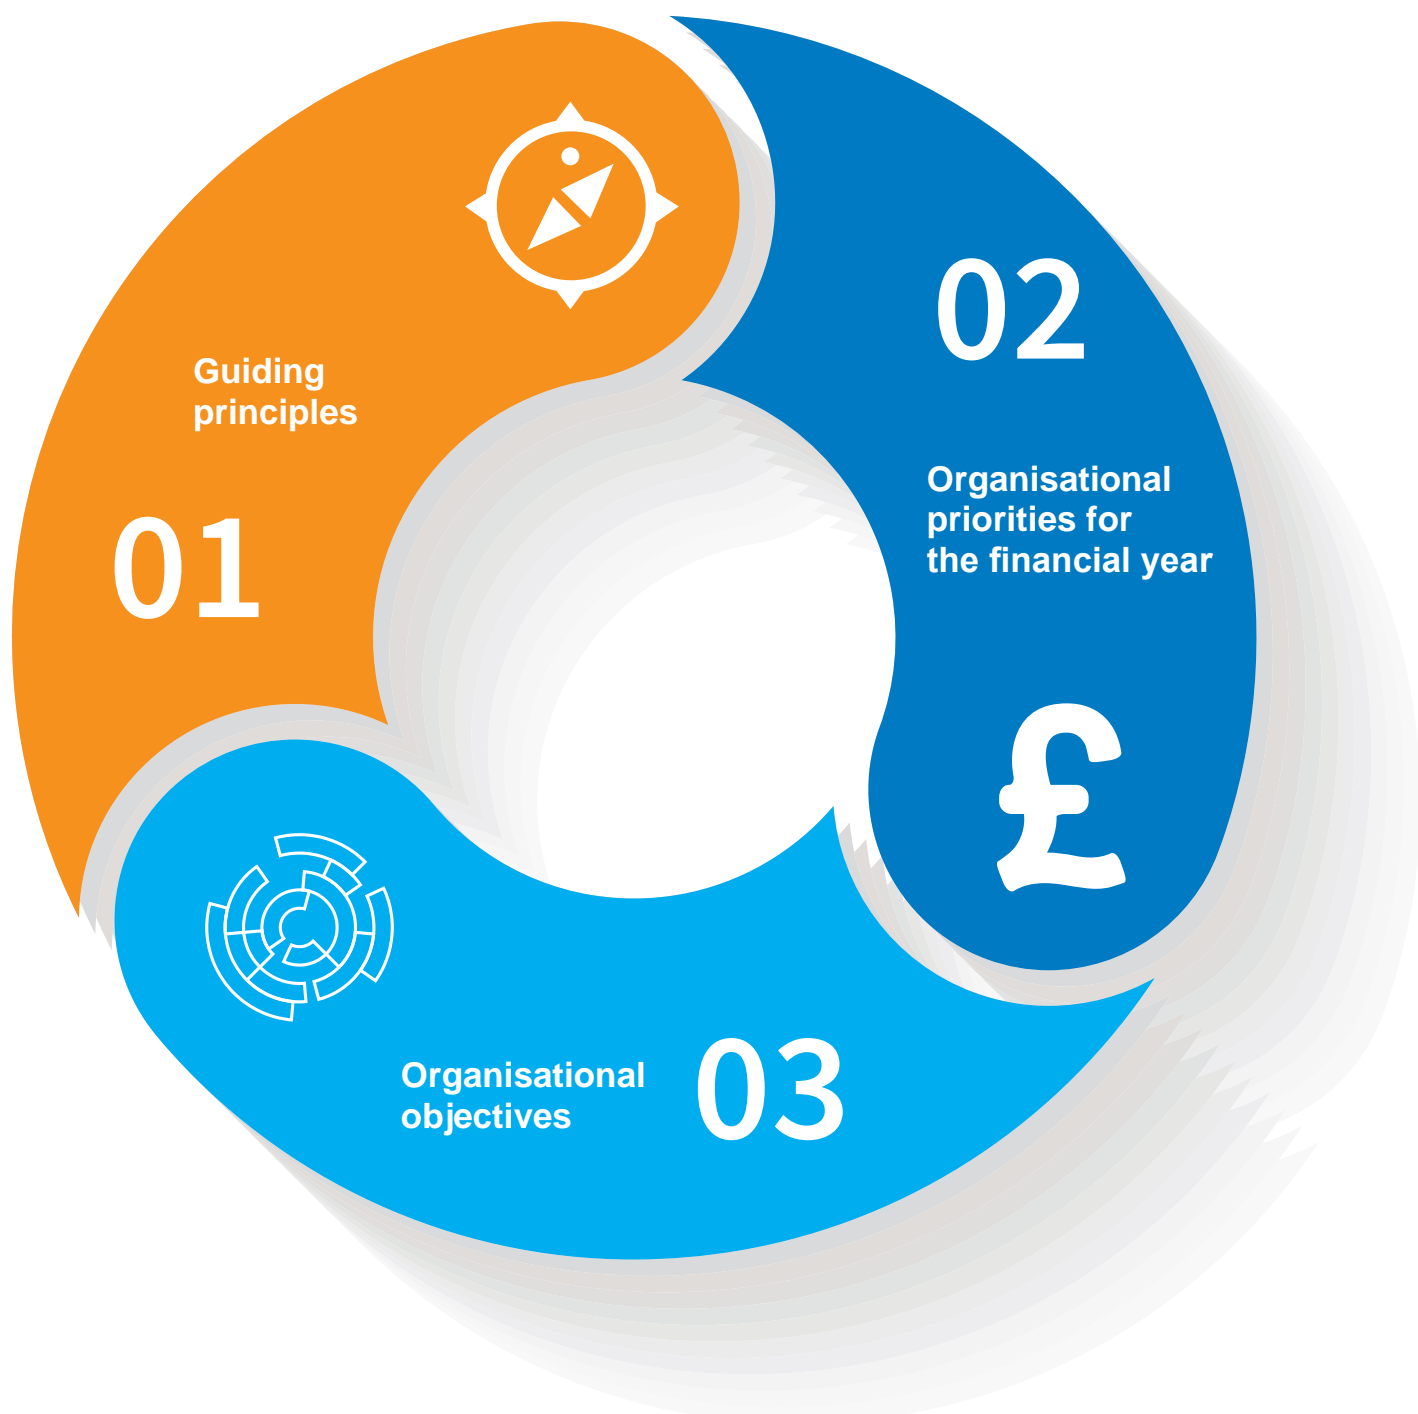 Guiding
principles
01
02
Organisational
priorities for
the financial year
£
Organisational
objectives
03